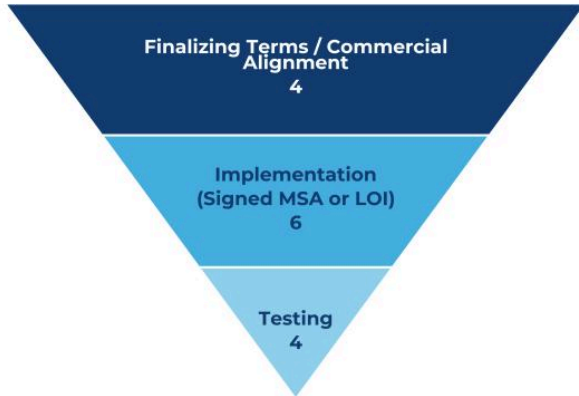 Finalizing Terms / Commercial
Alignment
4
Implementation
(Signed MSA or LOI)
6
Testing
4